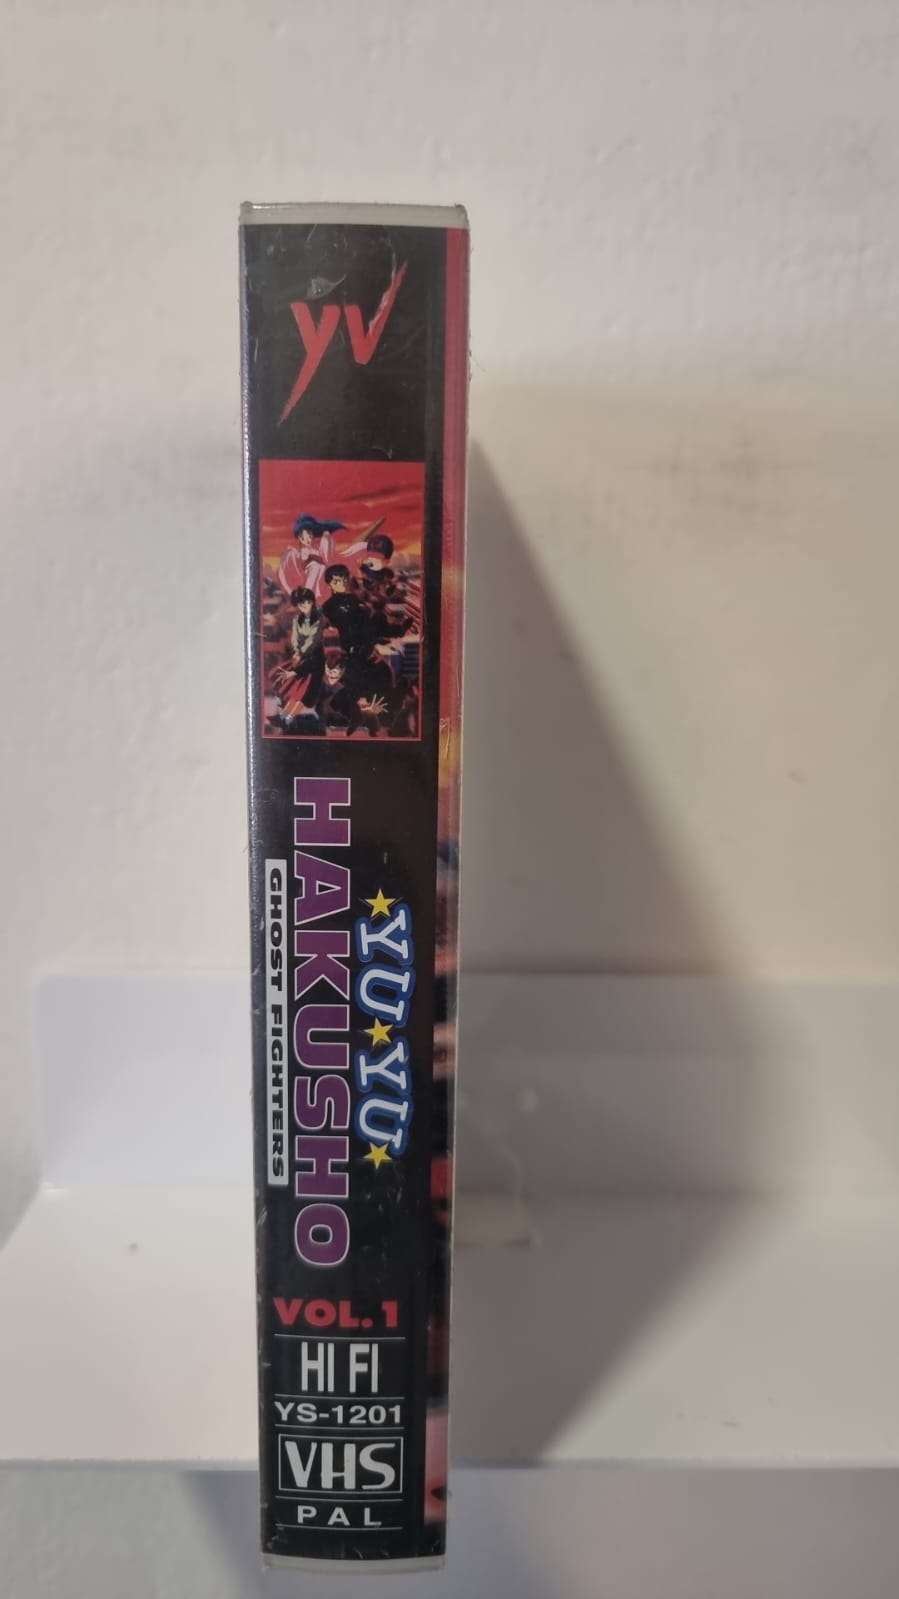 YV
YU YU
HAKUSHO
GHOST FIGHTERS
VOL. 1
HI FI
YS-1201
VHS
PAL